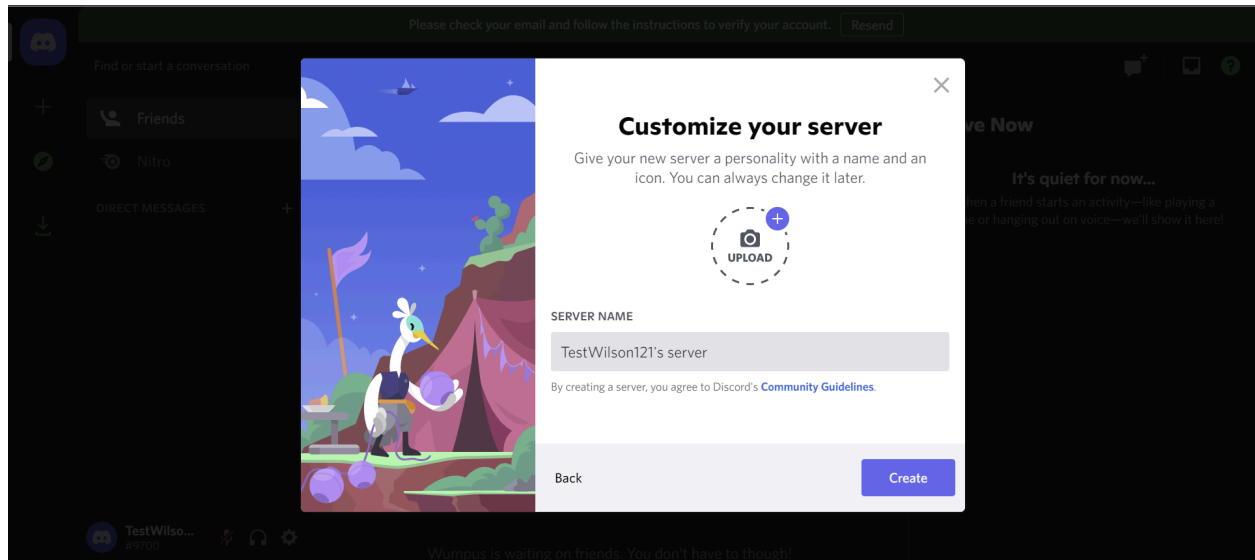 Please check your email and follow the instructions to verify your account. Resend
Find or start a conversation
Friends
Nitro
DIRECT MESSAGES
Customize your server
Give your new server a personality with a name and an
icon. You can always change it later.
UPLOAD
SERVER NAME
TestWilson121's server
By creating a server, you agree to Discord's Community Guidelines.
Back
Create
ve Now
It's quiet for now...
hen a friend starts an activity—like playing a
e or hanging out on voice—we'll show it here!
TestWilso...
#9700
Wumpus is waiting on friends. You don't have to though!